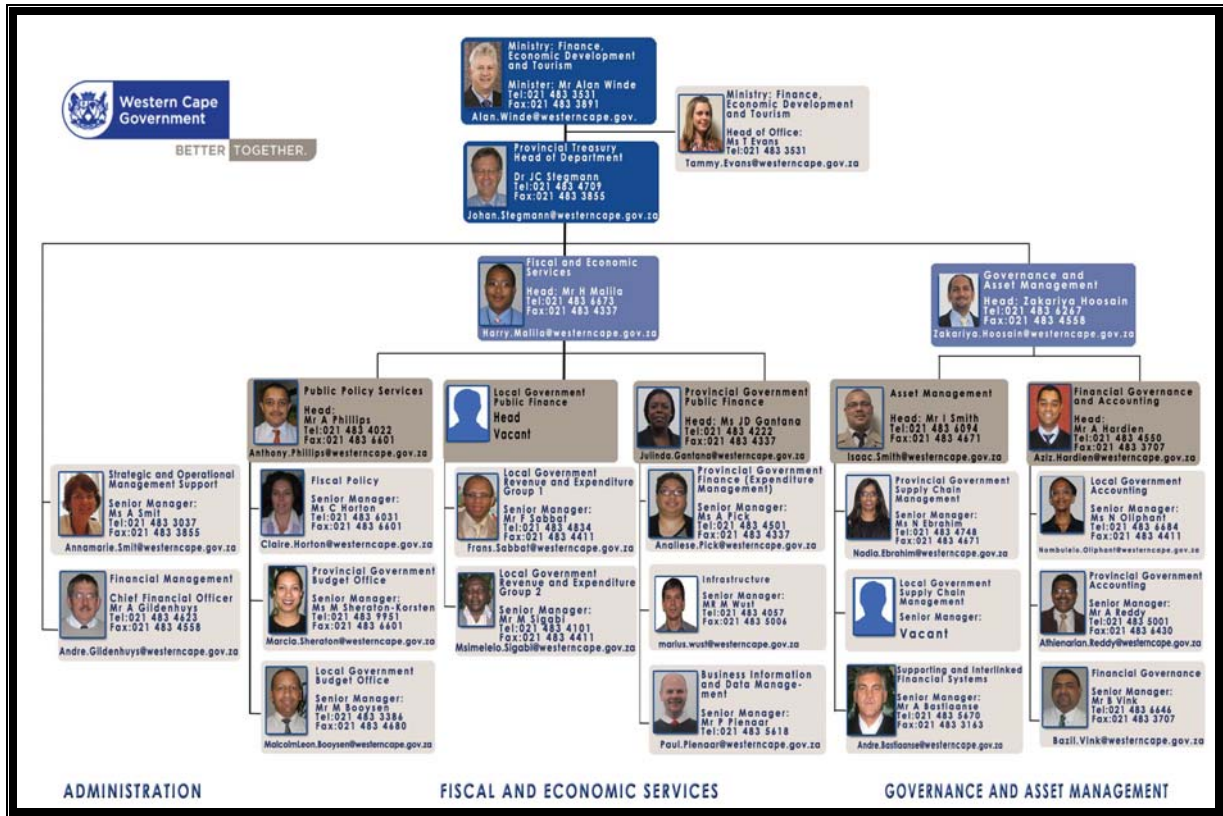 Western Cape
Government
BETTER TOGETHER.
Ministry: Finance,
Economic Development
and Tourism
Minister: Mr Alan Winde
Tel:021 483 3531
Fax:021 483 3891
Alan.Winde@westerncape.gov.
Ministry: Finance,
Economic Development
and Tourism
Head of Office:
Ms T Evans
Tel:021 483 3531
Tammy.Evans@westerncape.gov.za
Provincial Treasury
Head of Department
Dr JC Stegmann
Tel:021 483 4709
Fax:021 483 3855
Johan.Stegmann@westerncape.gov.za
Fiscal and Economic
Services
Head: Mr H Malila
Tel:021 483 6673
Fax:021 483 4337
Harry.Malila@westerncape.gov.za
Governance and
Asset Management
Head: Zakariya Hoosain
Tel:021 483 6267
Fax:021 483 4558
Zakariya.Hoosain@westerncape.gov.za
Public Policy Services
Head:
Mr A Phillips
Tel:021 483 4022
Fax:021 483 6601
Anthony.Phillips@westerncape.gov.za
Local Government
Public Finance
Head
Vacant
Provincial Government
Public Finance
Head: Ms JD Gantana
Tel:021 483 4222
Fax:021 483 4337
Julinda.Gantana@westerncape.gov.za
Asset Management
Head: Mr I Smith
Tel:021 483 6094
Fax:021 483 4671
Isaac.Smith@westerncape.gov.za
Financial Governance
and Accounting
Head:
Mr A Hardien
Tel:021 483 4550
Fax:021 483 3707
Aziz.Hardien@westerncape.gov.za
Strategic and Operational
Management Support
Senior Manager:
Ms A Smit
Tel:021 483 3037
Fax:021 483 3855
Annamarie.Smit@westerncape.gov.za
Financial Management
Chief Financial Officer
Mr A Gildenhuys
Tel:021 483 4623
Fax:021 483 4558
Andre.Gildenhuys@westerncape.gov.za
Fiscal Policy
Senior Manager:
Ms C Horton
Tel:021 483 6031
Fax:021 483 6601
Claire.Horton@westerncape.gov.za
Provincial Government
Budget Office
Senior Manager:
Ms M Sheraton-Korsten
Tel:021 483 9951
Fax:021 483 6601
Marcia.Sheraton@westerncape.gov.za
Local Government
Budget Office
Senior Manager:
Mr M Booysen
Tel:021 483 3386
Fax:021 483 4680
MalcolmLeon.Booysen@westerncape.gov.za
Local Government
Revenue and Expenditure
Group 1
Senior Manager:
Mr F Sabbat
Tel:021 483 4834
Fax:021 483 4411
Frans.Sabbat@westerncape.gov.za
Local Government
Revenue and Expenditure
Group 2
Senior Manager:
Mr M Sigabi
Tel:021 483 4101
Fax:021 483 4411
Msimelelo.Sigabi@westerncape.gov.za
Provincial Government
Finance (Expenditure
Management)
Senior Manager:
Ms A Pick
Tel:021 483 4501
Fax:021 483 4337
Analiese.Pick@westerncape.gov.za
Infrastructure
Senior Manager:
MR M Wust
Tel:021 483 4057
Fax:021 483 5006
marius.wust@westerncape.gov.za
Business Information
and Data Manage-
ment
Senior Manager:
Mr P Pienaar
Tel:021 483 5618
Paul.Pienaar@westerncape.gov.za
Provincial Government
Supply Chain
Management
Senior Manager:
Ms N Ebrahim
Tel:021 483 4748
Fax:021 483 4671
Nadia.Ebrahim@westerncape.gov.za
Local Government
Supply Chain
Management
Senior Manager:
Vacant
Supporting and Interlinked
Financial Systems
Senior Manager:
Mr A Bastiaanse
Tel:021 483 5670
Fax:021 483 3163
Andre.Bastiaanse@westerncape.gov.za
Local Government
Accounting
Senior Manager:
Ms N Oliphant
Tel:021 483 6684
Fax:021 483 4411
Nombulelo.Oliphant@westerncape.gov.za
Provincial Government
Accounting
Senior Manager:
Mr A Reddy
Tel:021 483 5001
Fax:021 483 6430
Athienarian.Reddy@westerncape.gov.za
Financial Governance
Senior Manager:
Mr B Vink
Tel:021 483 6646
Fax:021 483 3707
Bazil.Vink@westerncape.gov.za
ADMINISTRATION
FISCAL AND ECONOMIC SERVICES
GOVERNANCE AND ASSET MANAGEMENT